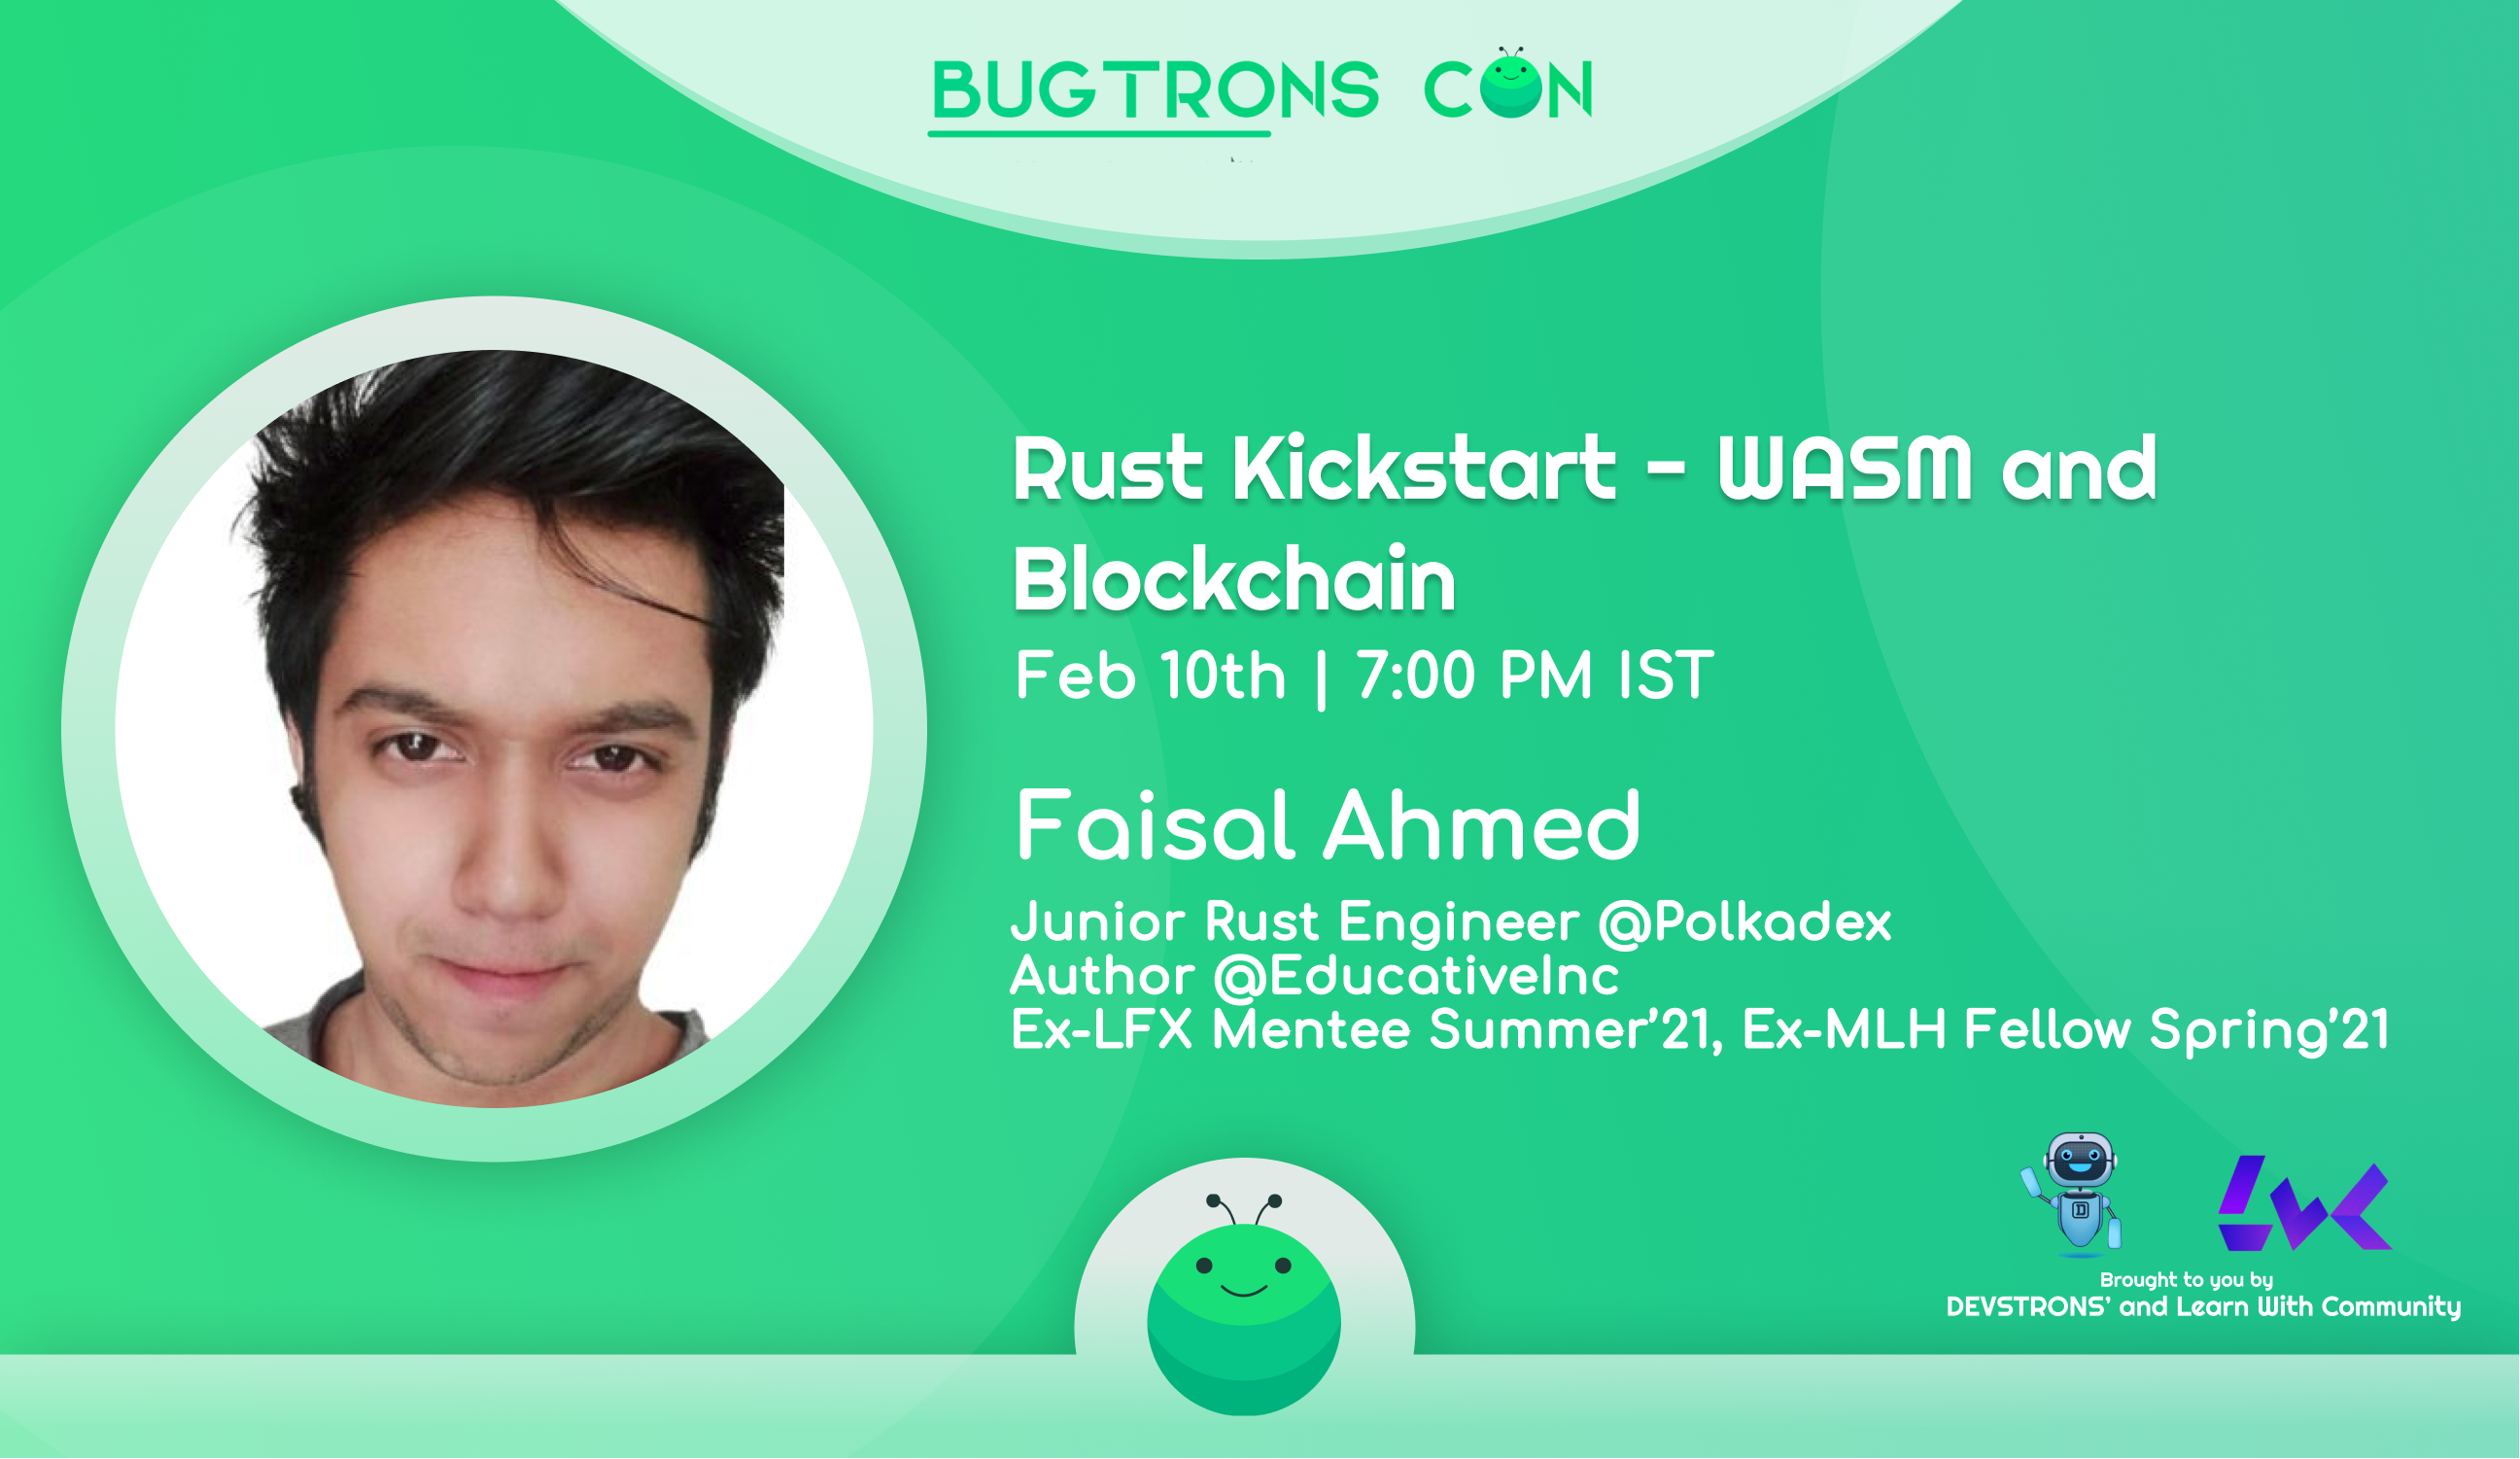 BUGTRONS CON
Rust Kickstart - WASM and
Blockchain
Feb 10th | 7:00 PM IST
Faisal Ahmed
Junior Rust Engineer @Polkadex
Author @EducativeInc
Ex-LFX Mentee Summer'21, Ex-MLH Fellow Spring'21
D
LWC
Brought to you by
DEVSTRONS' and Learn With Community